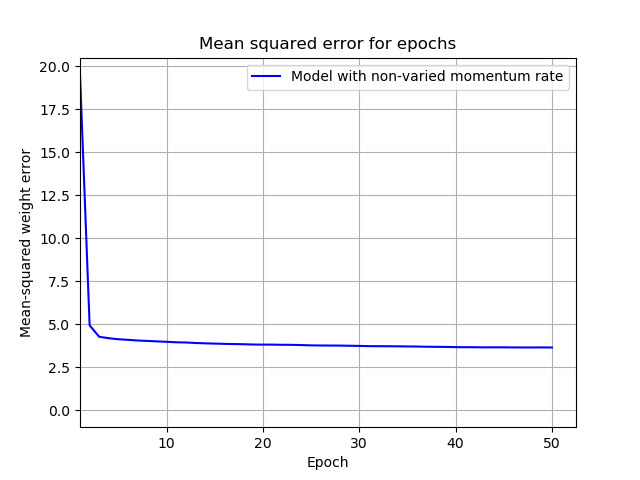 Mean squared error for epochs
Model with non-varied momentum rate
Mean-squared weight error
20.0
17.5
15.0
12.5
10.0
7.5
5.0
2.5
0.0
10 20 30 40 50
Epoch